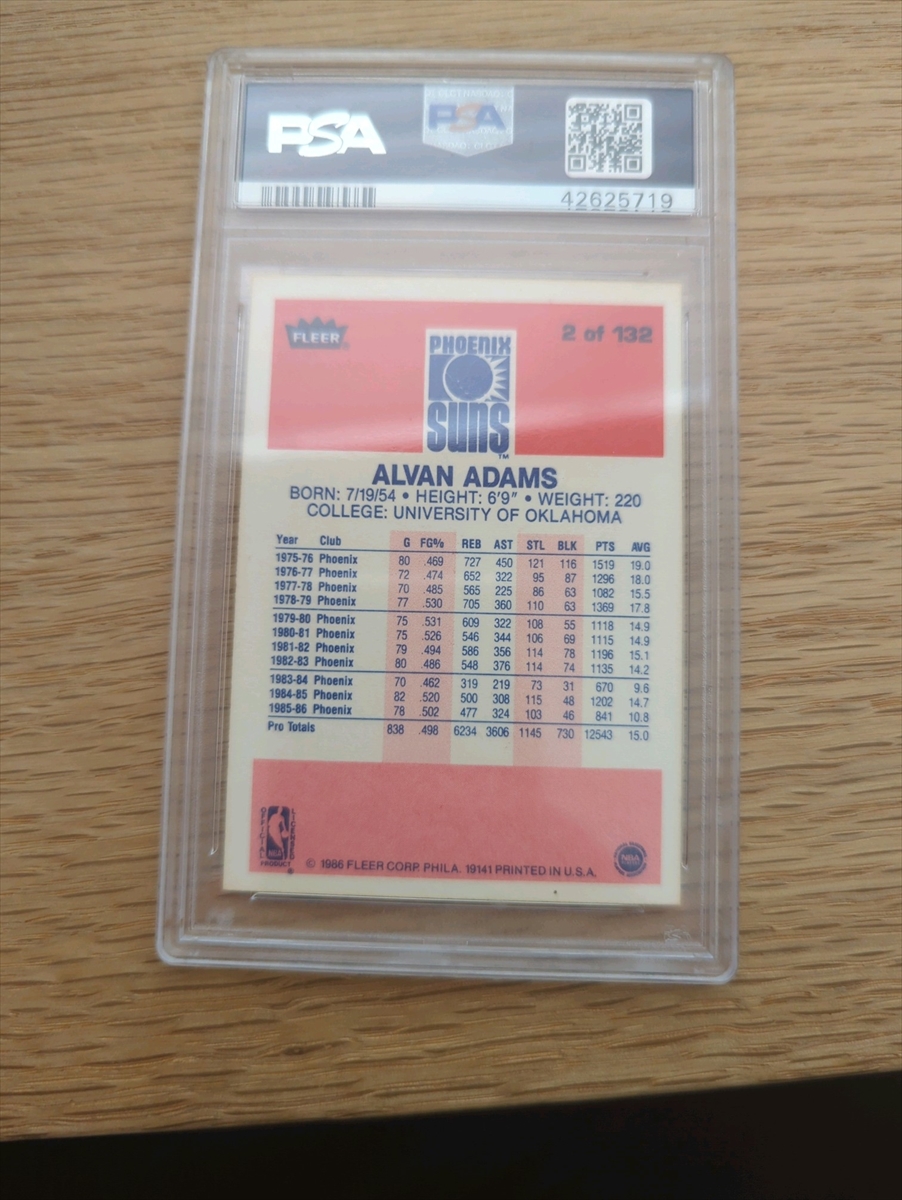 PSA PSA
42625719
FLEER 2 of 132
PHOENIX
SUNS
TM
ALVAN ADAMS
BORN: 7/19/54 • HEIGHT: 6'9" • WEIGHT: 220
COLLEGE: UNIVERSITY OF OKLAHOMA
Year Club G FG% REB AST STL BLK PTS AVG
1975-76 Phoenix 80 .469 727 450 121 116 1519 19.0
1976-77 Phoenix 72 .474 652 322 95 87 1296 18.0
1977-78 Phoenix 70 .485 565 225 86 63 1082 15.5
1978-79 Phoenix 77 .530 705 360 110 63 1369 17.8
1979-80 Phoenix 75 .531 609 322 108 55 1118 14.9
1980-81 Phoenix 75 .526 546 344 106 69 1115 14.9
1981-82 Phoenix 79 .494 586 356 114 78 1196 15.1
1982-83 Phoenix 80 .486 548 376 114 74 1135 14.2
1983-84 Phoenix 70 .462 319 219 73 31 670 9.6
1984-85 Phoenix 82 .520 500 308 115 48 1202 14.7
1985-86 Phoenix 78 .502 477 324 103 46 841 10.8
Pro Totals 838 .498 6234 3606 1145 730 12543 15.0
OFFICIAL LICENSED
NBA
PRODUCT
© 1986 FLEER CORP. PHILA. 19141 PRINTED IN U.S.A.
NBA